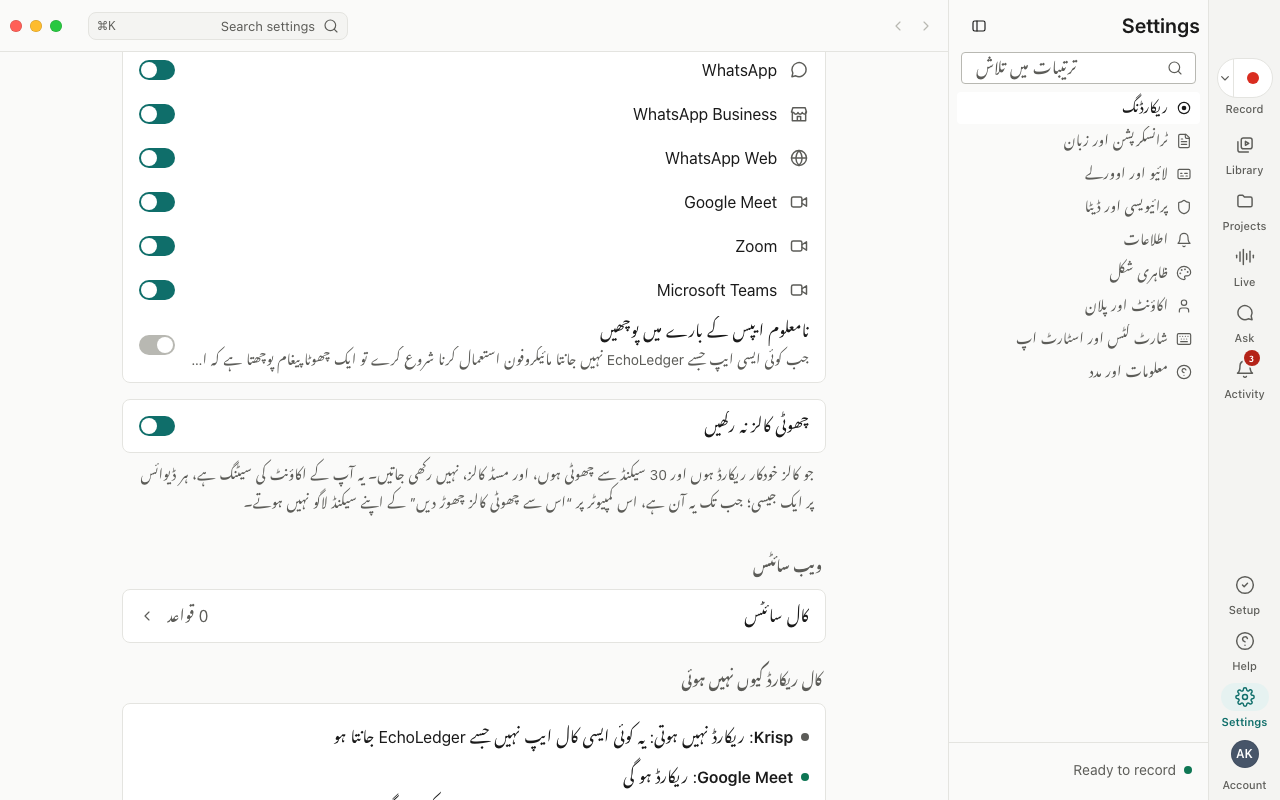 ⌘K
Search settings
Settings
ترتیبات میں تلاش
ریکارڈنگ
ٹرانسکرپشن اور زبان
لائیو اور اوورلے
پرائیویسی اور ڈیٹا
اطلاعات
ظاہری شکل
اکاؤنٹ اور پلان
شارٹ کٹس اور اسٹارٹ اپ
معلومات اور مدد
Ready to record
Record
Library
Projects
Live
Ask
3
Activity
Setup
Help
Settings
AK
Account
WhatsApp
WhatsApp Business
WhatsApp Web
Google Meet
Zoom
Microsoft Teams
نامعلوم ایپس کے بارے میں پوچھیں
جب کوئی ایسی ایپ جسے EchoLedger نہیں جانتا مائیکروفون استعمال کرنا شروع کرے تو ایک چھوٹا پیغام پوچھتا ہے کہ ا...
چھوٹی کالز نہ رکھیں
جو کالز خودکار ریکارڈ ہوں اور 30 سیکنڈ سے چھوٹی ہوں، اور مسڈ کالز، نہیں رکھی جاتیں۔ یہ آپ کے اکاؤنٹ کی سیٹنگ ہے، ہر ڈیوائس
پر ایک جیسی؛ جب تک یہ آن ہے، اس کمپیوٹر پر "اس سے چھوٹی کالز چھوڑ دیں" کے اپنے سیکنڈ لاگو نہیں ہوتے۔
ویب سائٹس
کال سائٹس
0 قواعد
کال ریکارڈ کیوں نہیں ہوئی
Krisp: ریکارڈ نہیں ہوتی: یہ کوئی ایسی کال ایپ نہیں جسے EchoLedger جانتا ہو
Google Meet: ریکارڈ ہو گی